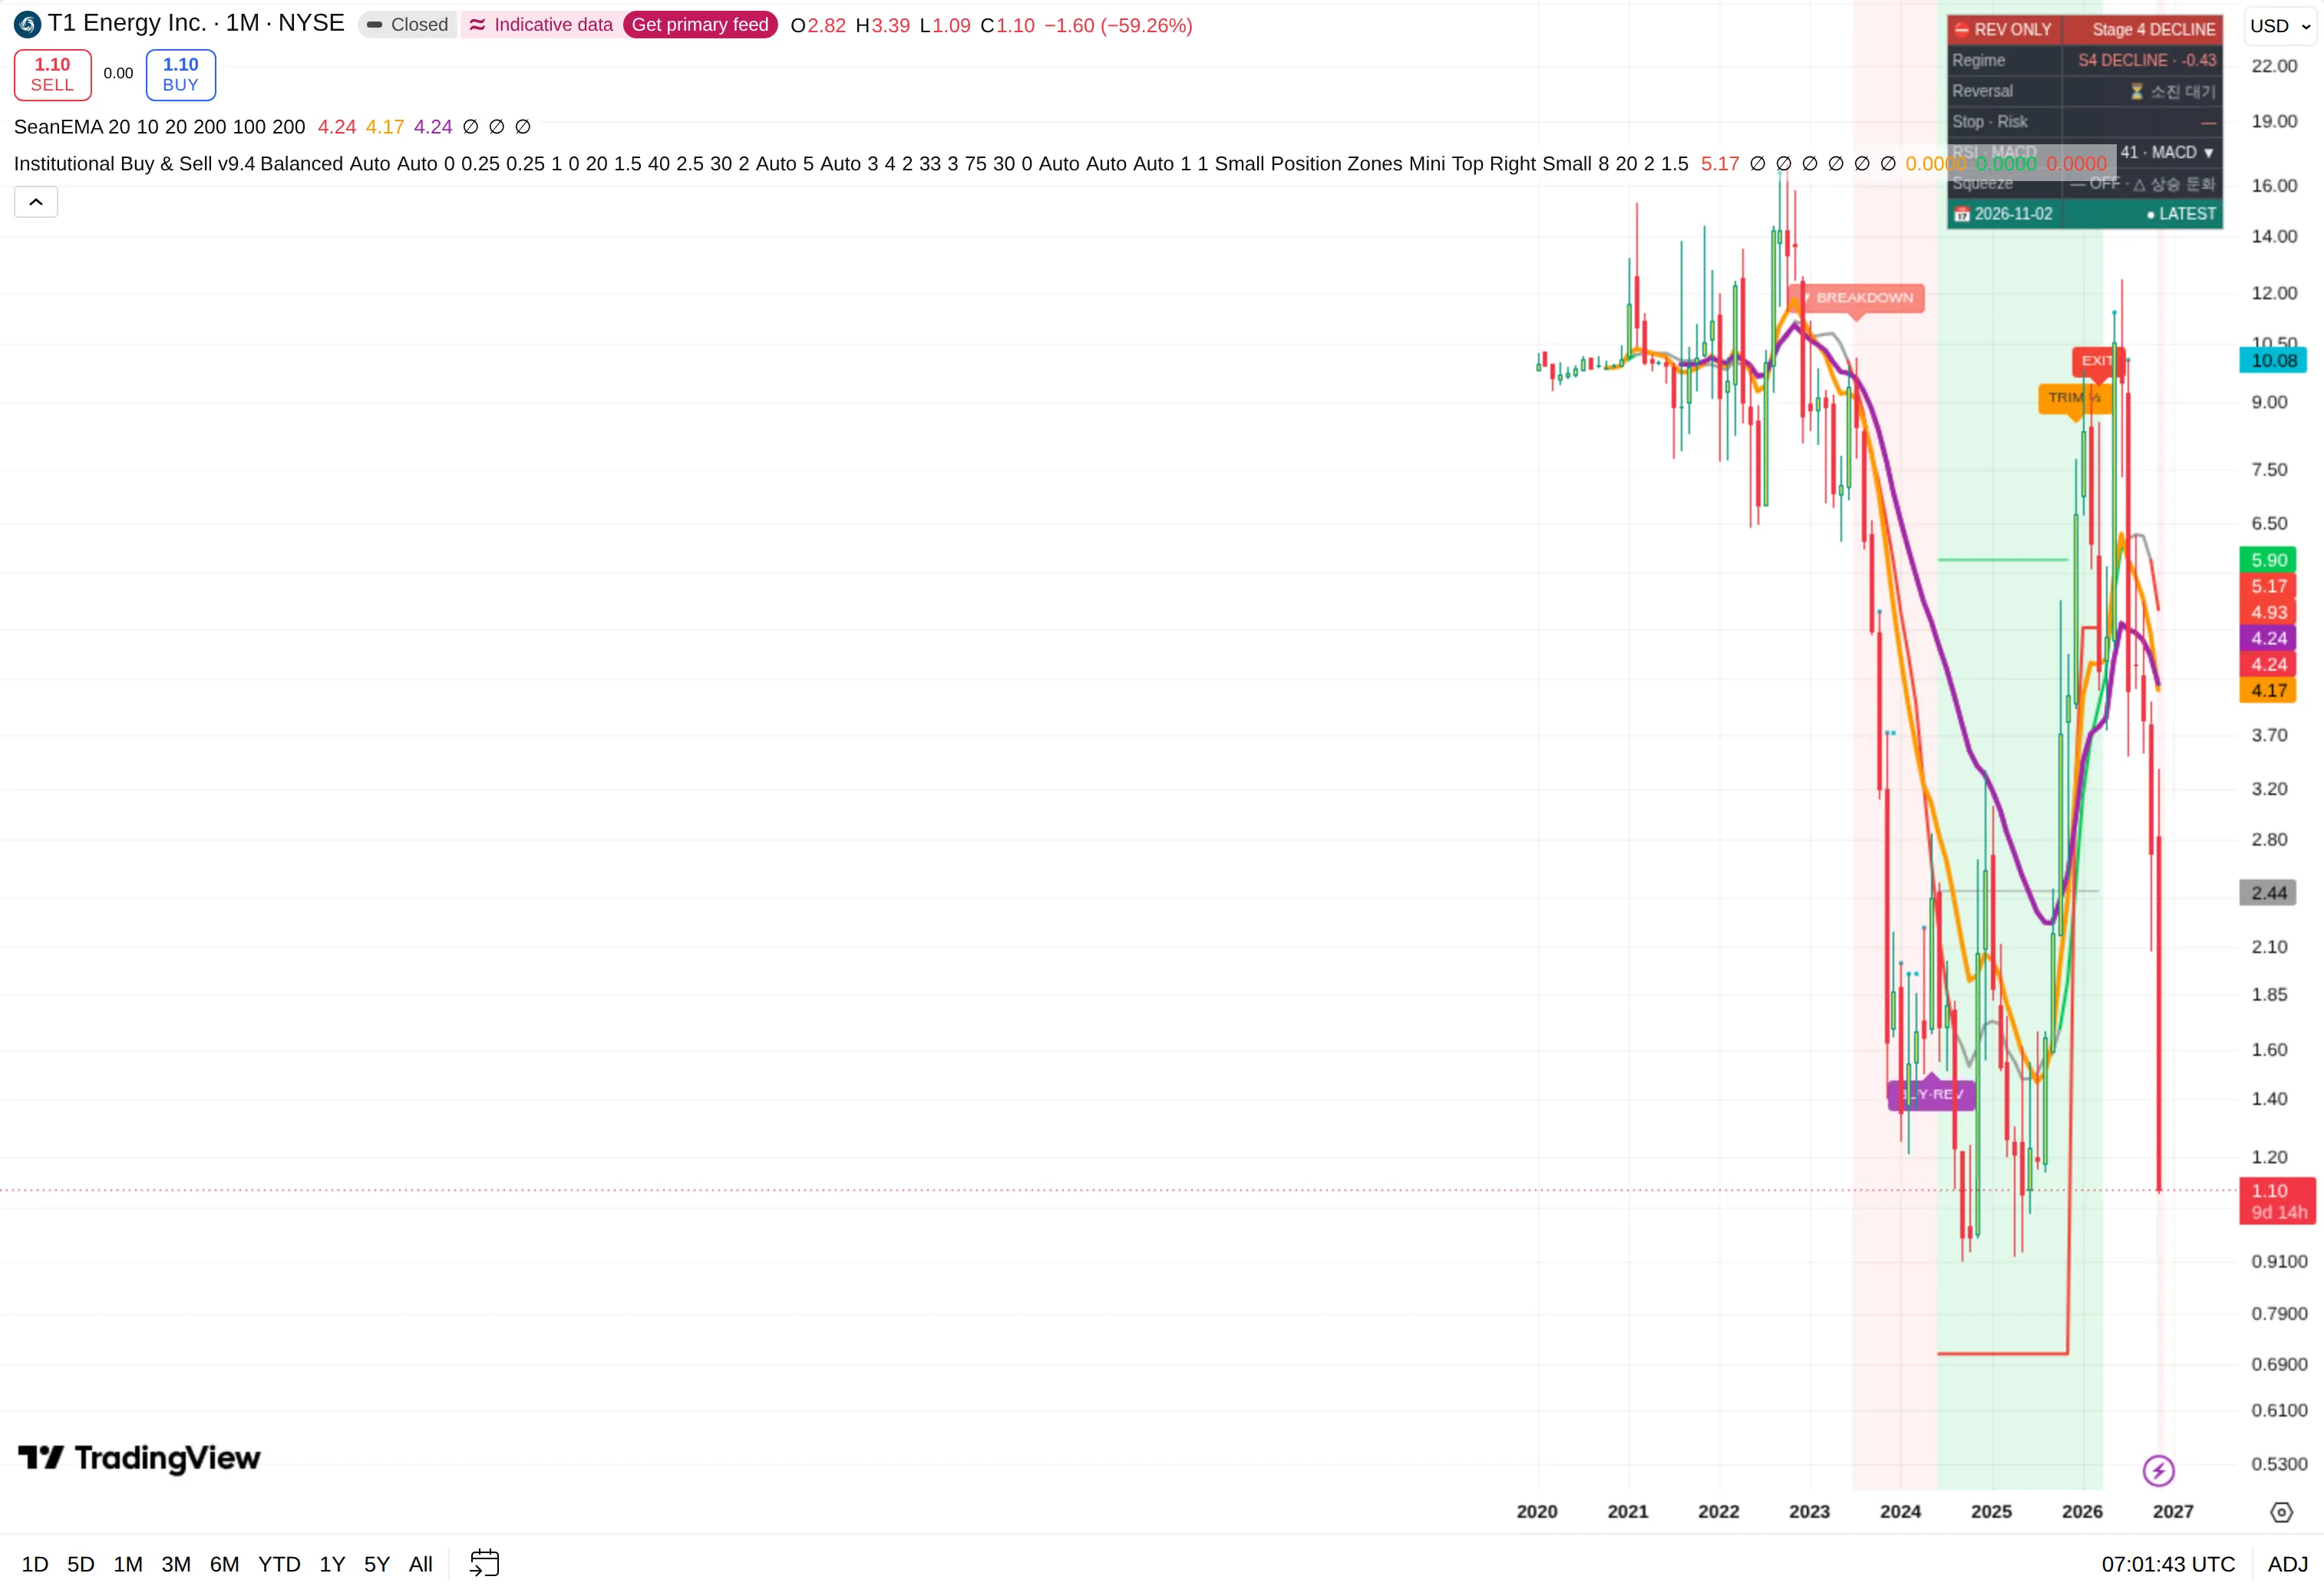 T1 Energy Inc. · 1M · NYSE Closed Indicative data Get primary feed O2.82 H3.39 L1.09 C1.10 −1.60 (−59.26%)
1.10 SELL
0.00
1.10 BUY
SeanEMA 20 10 20 200 100 200 4.24 4.17 4.24 ∅ ∅ ∅
Institutional Buy & Sell v9.4 Balanced Auto Auto 0 0.25 0.25 1 0 20 1.5 40 2.5 30 2 Auto 5 Auto 3 4 2 33 3 75 30 0 Auto Auto Auto 1 1 Small Position Zones Mini Top Right Small 8 20 2 1.5 5.17 ∅ ∅ ∅ ∅ ∅ ∅ 0.0000 0.0000 0.0000
REV ONLY Stage 4 DECLINE
Regime S4 DECLINE · -0.43
Reversal ⏳ 소진 대기
Stop · Risk —
RSI · MACD 41 · MACD ▼
Squeeze — OFF · △ 상승 둔화
2026-11-02 ● LATEST
USD
22.00
19.00
16.00
14.00
12.00
10.50
10.08
9.00
7.50
6.50
5.90
5.17
4.93
4.24
4.24
4.17
3.70
3.20
2.80
2.44
2.10
1.85
1.60
1.40
1.20
1.10
9d 14h
0.9100
0.7900
0.6900
0.6100
0.5300
BREAKDOWN
EXIT
TRIM ½
BUY-REV
TradingView
2020 2021 2022 2023 2024 2025 2026 2027
1D 5D 1M 3M 6M YTD 1Y 5Y All
07:01:43 UTC ADJ